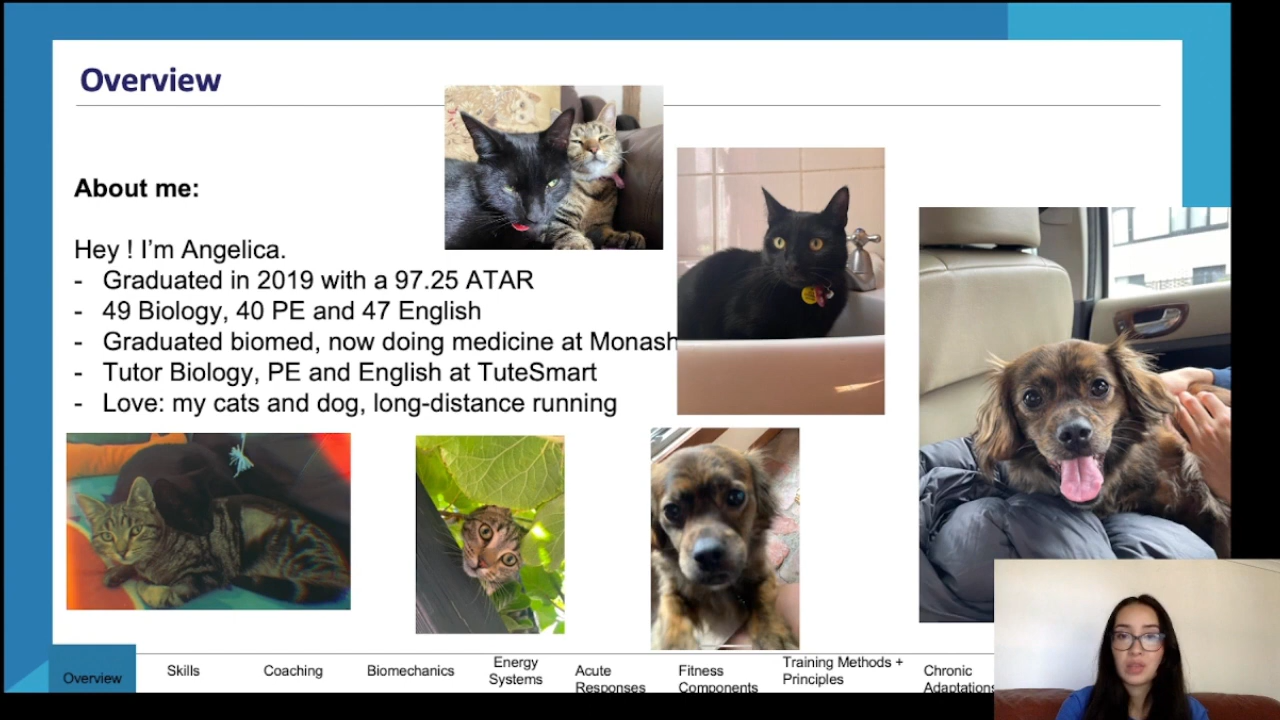 Overview
About me:
Hey ! I’m Angelica.
- Graduated in 2019 with a 97.25 ATAR
- 49 Biology, 40 PE and 47 English
- Graduated biomed, now doing medicine at Monash
- Tutor Biology, PE and English at TuteSmart
- Love: my cats and dog, long-distance running
Overview
Skills
Coaching
Biomechanics
Energy
Systems
Acute
Responses
Fitness
Components
Training Methods +
Principles
Chronic
Adaptations